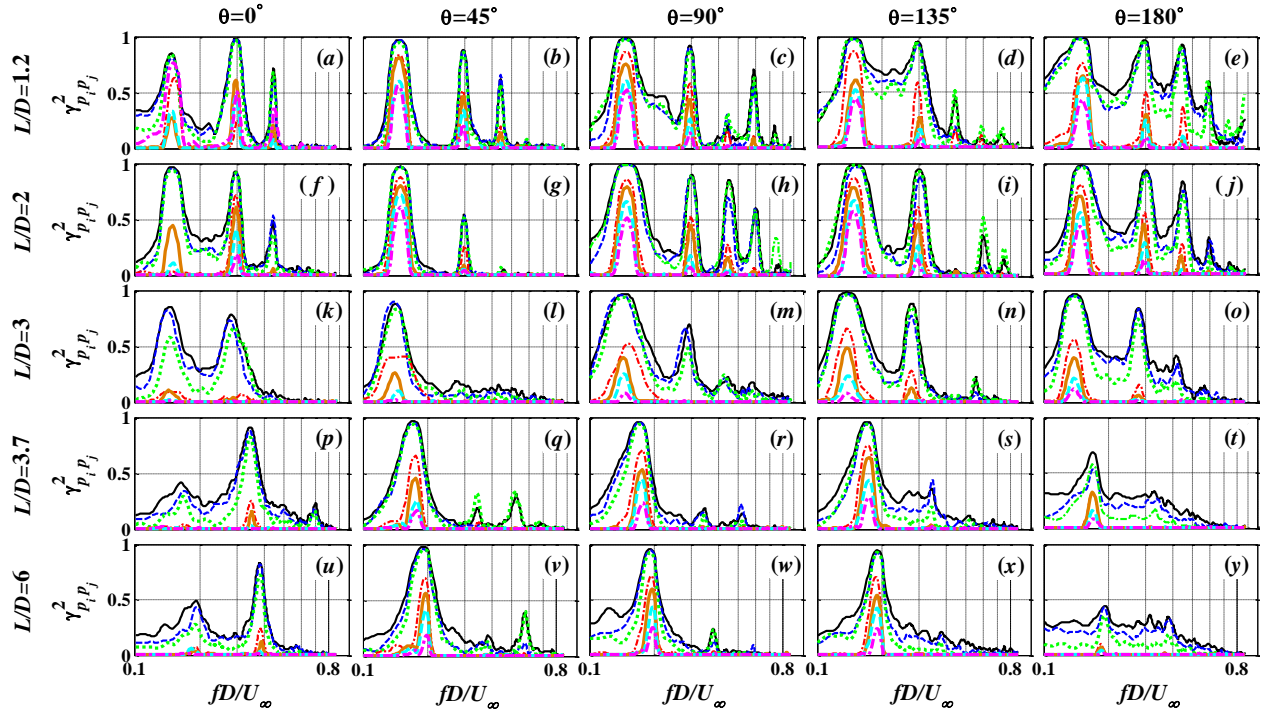 θ=0° θ=45° θ=90° θ=135° θ=180°
L/D=1.2 γ²pᵢpⱼ 1 0.5 0 (a) (b) (c) (d) (e)
L/D=2 γ²pᵢpⱼ 1 0.5 0 (f) (g) (h) (i) (j)
L/D=3 γ²pᵢpⱼ 1 0.5 0 (k) (l) (m) (n) (o)
L/D=3.7 γ²pᵢpⱼ 1 0.5 0 (p) (q) (r) (s) (t)
L/D=6 γ²pᵢpⱼ 1 0.5 0 (u) (v) (w) (x) (y)
0.1 0.8 0.1 0.8 0.1 0.8 0.1 0.8 0.1 0.8
fD/U∞ fD/U∞ fD/U∞ fD/U∞ fD/U∞